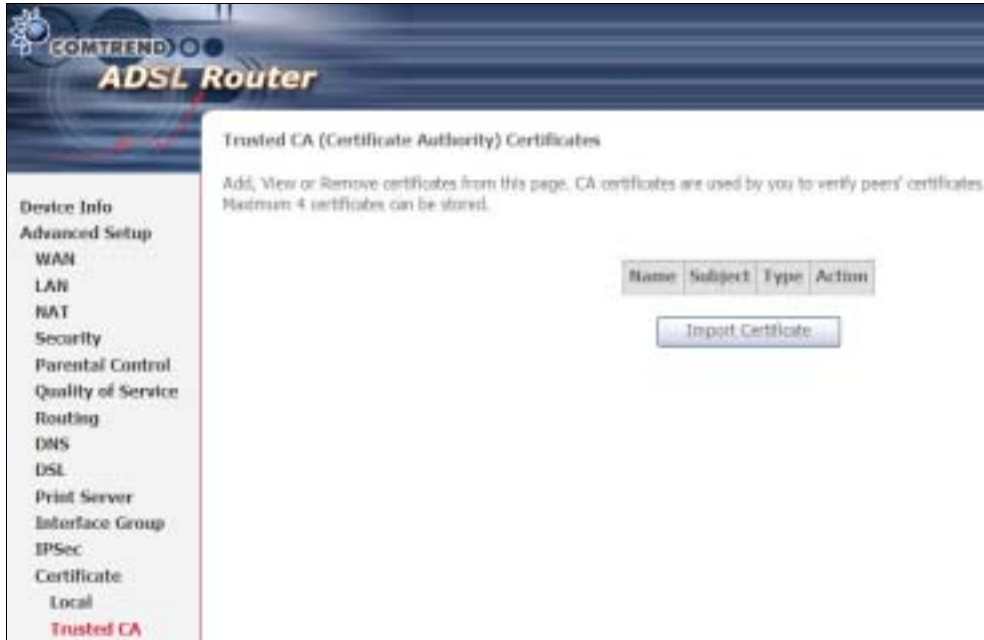 COMTREND
ADSL Router
Trusted CA (Certificate Authority) Certificates
Add, View or Remove certificates from this page. CA certificates are used by you to verify peers' certificates
Maximum 4 certificates can be stored.
Name Subject Type Action
Import Certificate
Device Info
Advanced Setup
WAN
LAN
NAT
Security
Parental Control
Quality of Service
Routing
DNS
DSL
Print Server
Interface Group
IPSec
Certificate
Local
Trusted CA